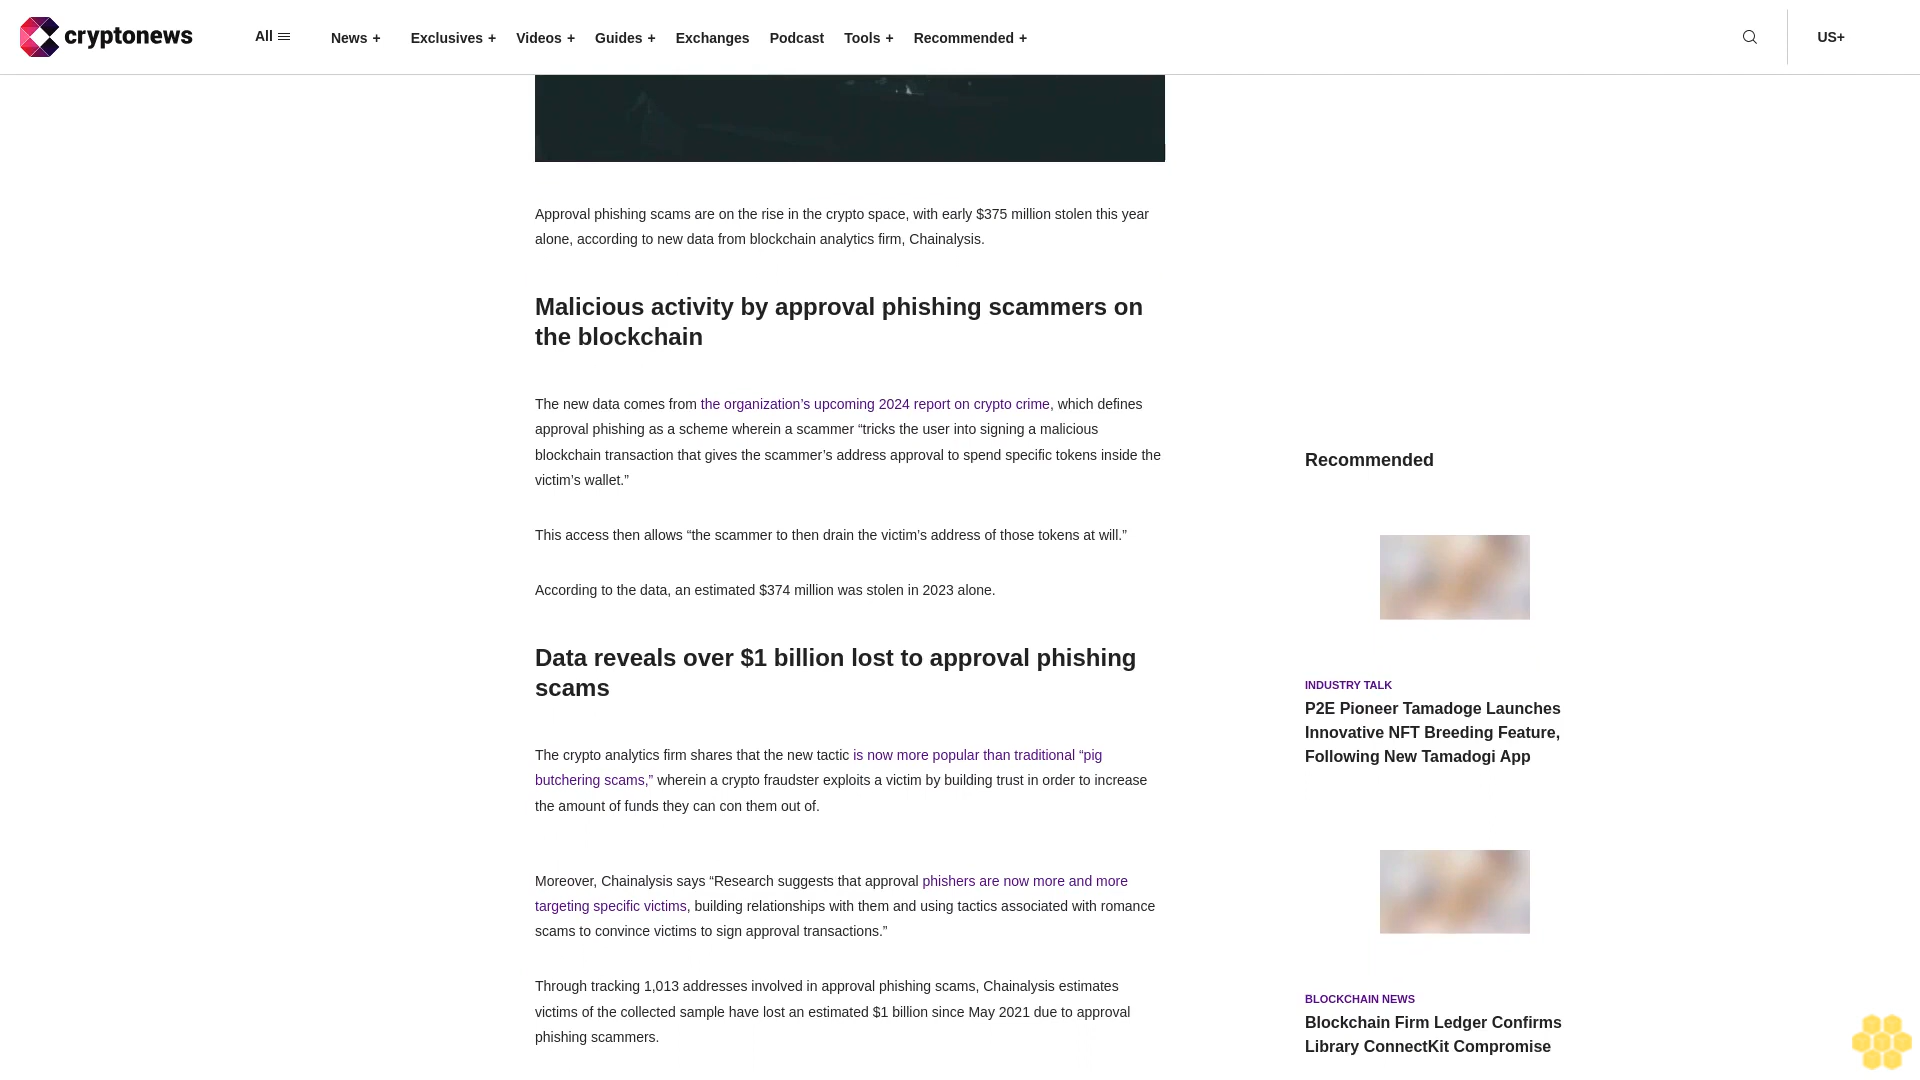 cryptonews
All
News +
Exclusives +
Videos +
Guides +
Exchanges
Podcast
Tools +
Recommended +
US+
Approval phishing scams are on the rise in the crypto space, with early $375 million stolen this year
alone, according to new data from blockchain analytics firm, Chainalysis.
Malicious activity by approval phishing scammers on
the blockchain
The new data comes from the organization’s upcoming 2024 report on crypto crime, which defines
approval phishing as a scheme wherein a scammer “tricks the user into signing a malicious
blockchain transaction that gives the scammer’s address approval to spend specific tokens inside the
victim’s wallet.”
This access then allows “the scammer to then drain the victim’s address of those tokens at will.”
According to the data, an estimated $374 million was stolen in 2023 alone.
Data reveals over $1 billion lost to approval phishing
scams
The crypto analytics firm shares that the new tactic is now more popular than traditional “pig
butchering scams,” wherein a crypto fraudster exploits a victim by building trust in order to increase
the amount of funds they can con them out of.
Moreover, Chainalysis says “Research suggests that approval phishers are now more and more
targeting specific victims, building relationships with them and using tactics associated with romance
scams to convince victims to sign approval transactions.”
Through tracking 1,013 addresses involved in approval phishing scams, Chainalysis estimates
victims of the collected sample have lost an estimated $1 billion since May 2021 due to approval
phishing scammers.
Recommended
INDUSTRY TALK
P2E Pioneer Tamadoge Launches
Innovative NFT Breeding Feature,
Following New Tamadogi App
BLOCKCHAIN NEWS
Blockchain Firm Ledger Confirms
Library ConnectKit Compromise